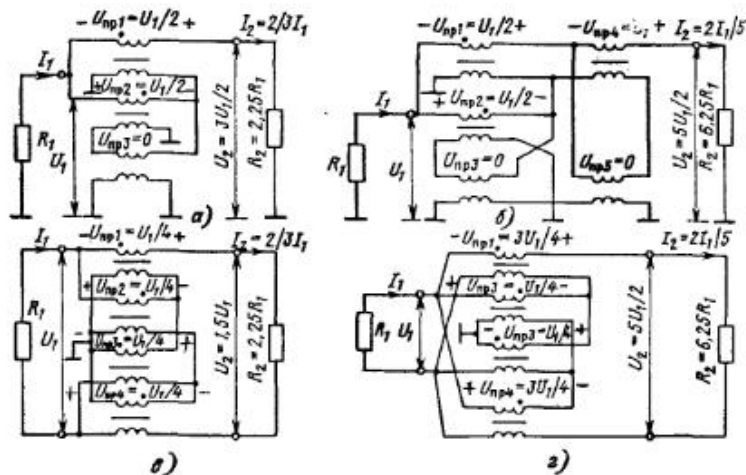 -Uпр1= U1/2+
I2=2/3I1
I1
+Uпр2=U1/2-
Uпр3=0
R1
U1
U2=3U1/2
R2=2,25R1
а)
-Uпр1=U1/2+
I2=2I1/5
I1
+ Uпр2=U1/2-
Uпр3=0
Uпр5=0
R1
U1
U2=5U1/2
R2=6,25R1
б)
I1
-Uпр1=U1/4+
I2=2/3I1
+ Uпр2=U1/4 -
R1
U1
- +
+ Uпр4=U1/4 -
U2=1,5U1
R2=2,25R1
в)
-Uпр1=3U1/4+
I2=2I1/5
I1
+ Uпр3=U1/4-
R1
U1
- Uпр3=U1/4 +
+ Uпр4=3U1/4 -
U2=5U1/2
R2=6,25R1
г)